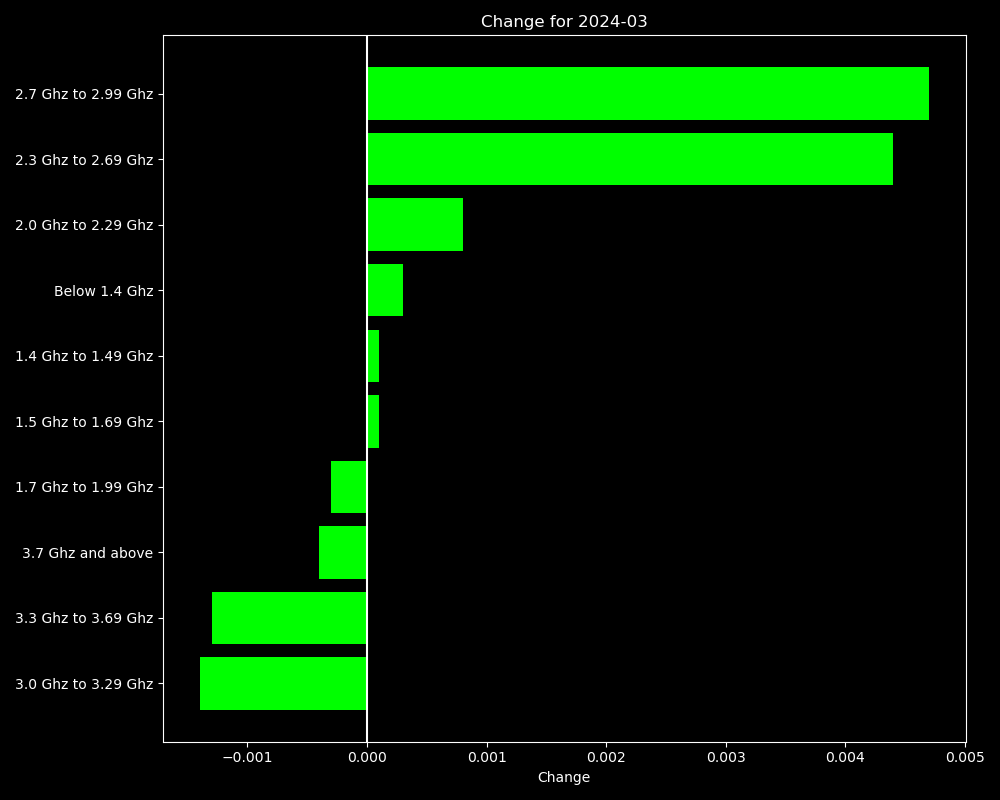 Change for 2024-03
2.7 Ghz to 2.99 Ghz
2.3 Ghz to 2.69 Ghz
2.0 Ghz to 2.29 Ghz
Below 1.4 Ghz
1.4 Ghz to 1.49 Ghz
1.5 Ghz to 1.69 Ghz
1.7 Ghz to 1.99 Ghz
3.7 Ghz and above
3.3 Ghz to 3.69 Ghz
3.0 Ghz to 3.29 Ghz
−0.001 0.000 0.001 0.002 0.003 0.004 0.005
Change